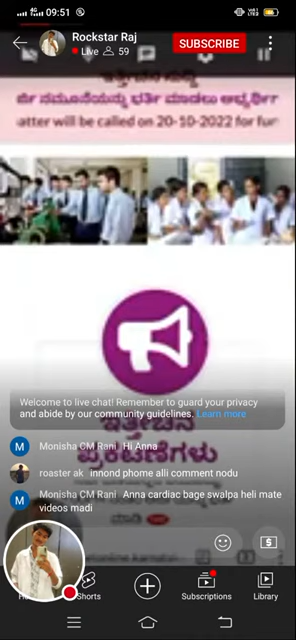 09:51
Rockstar Raj
Live 59
SUBSCRIBE
ರ್ಜಿ ನಮೂನೆಯನ್ನು ಭರ್ತಿ ಮಾಡಲು ಅಭ್ಯರ್ಥಿ
atter will be called on 20-10-2022 for fur
Welcome to live chat! Remember to guard your privacy
and abide by our community guidelines. Learn more
ಇತ್ತೀಚಿನ
ಪ್ರಕಟಣೆಗಳು
M Monisha CM Rani Hi Anna
roaster ak innond phome alli comment nodu
M Monisha CM Rani Anna cardiac bage swalpa heli mate
videos madi
ಮಾಡಿ
Shorts
Subscriptions
Library